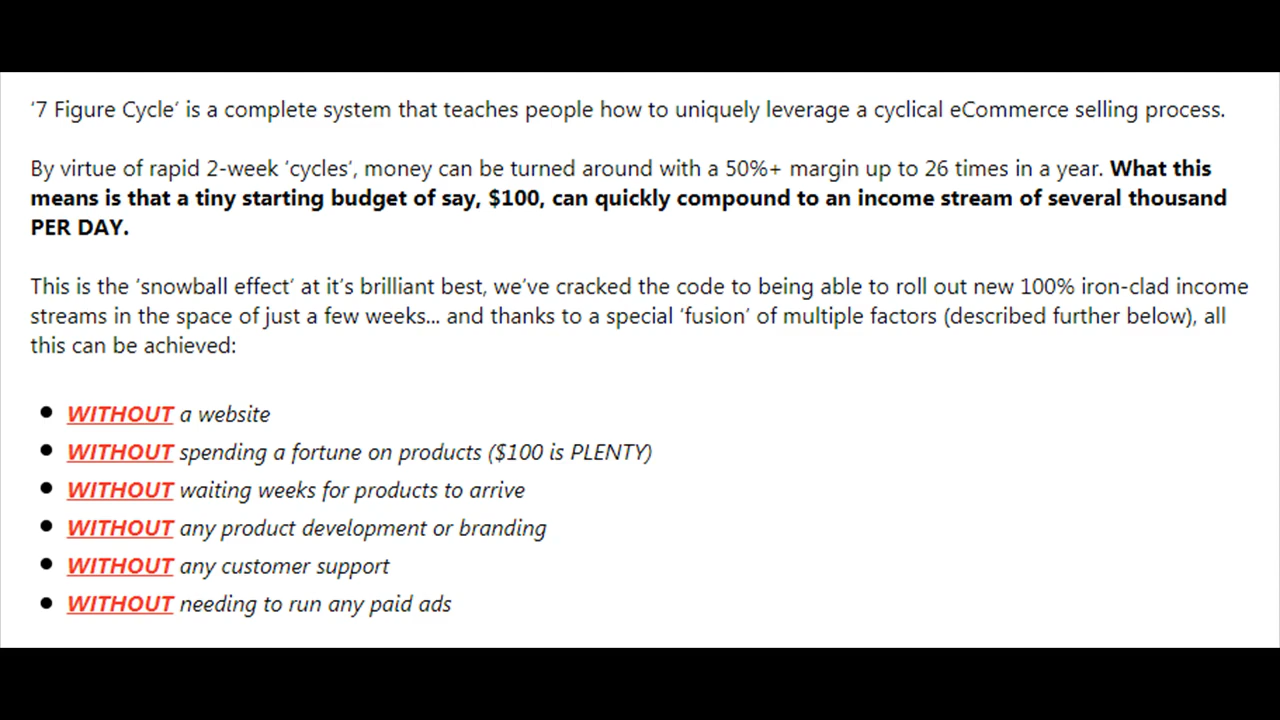 ‘7 Figure Cycle’ is a complete system that teaches people how to uniquely leverage a cyclical eCommerce selling process.
By virtue of rapid 2-week ‘cycles’, money can be turned around with a 50%+ margin up to 26 times in a year. What this
means is that a tiny starting budget of say, $100, can quickly compound to an income stream of several thousand
PER DAY.
This is the ‘snowball effect’ at it’s brilliant best, we’ve cracked the code to being able to roll out new 100% iron-clad income
streams in the space of just a few weeks... and thanks to a special ‘fusion’ of multiple factors (described further below), all
this can be achieved:
• WITHOUT a website
• WITHOUT spending a fortune on products ($100 is PLENTY)
• WITHOUT waiting weeks for products to arrive
• WITHOUT any product development or branding
• WITHOUT any customer support
• WITHOUT needing to run any paid ads